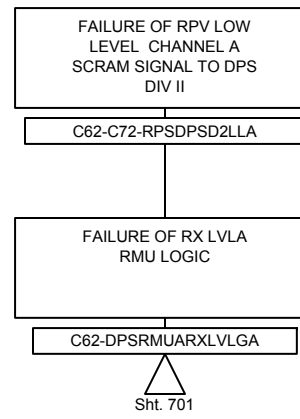 FAILURE OF RPV LOW
LEVEL CHANNEL A
SCRAM SIGNAL TO DPS
DIV II
C62-C72-RPSDPSD2LLA
FAILURE OF RX LVLA
RMU LOGIC
C62-DPSRMUARXLVLGA
Sht. 701